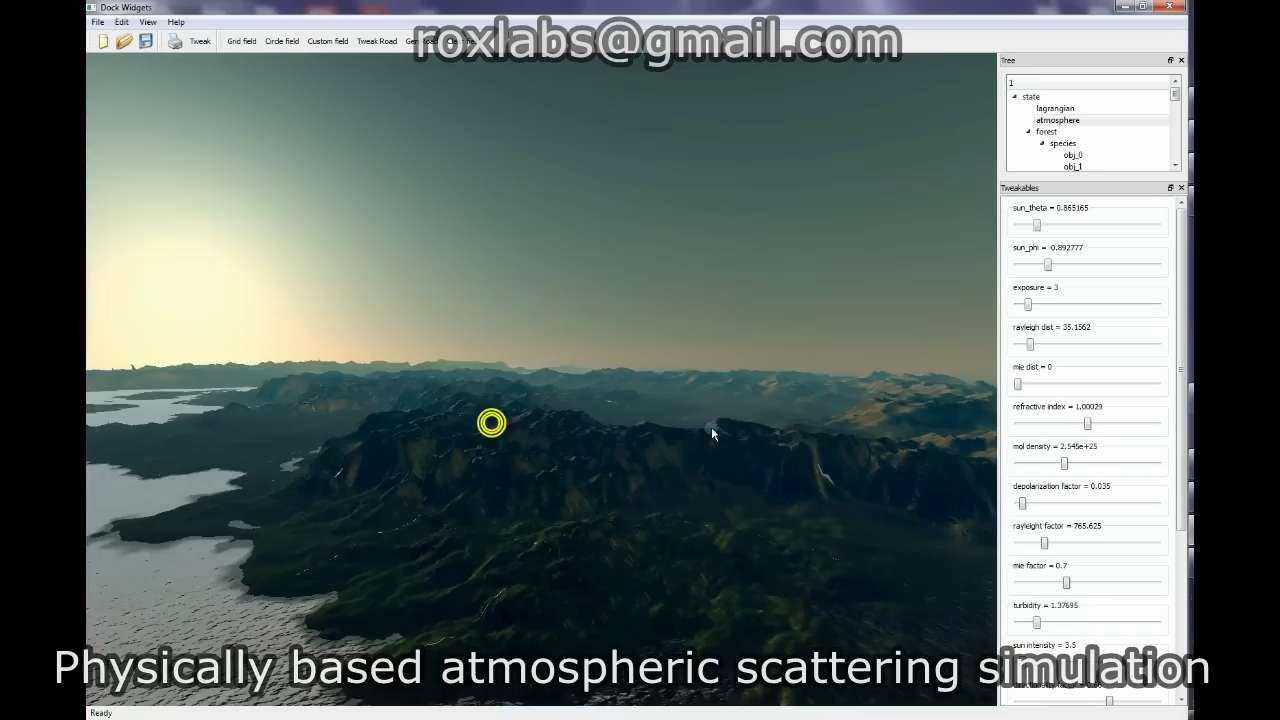 Dock Widgets
File Edit View Help
Tweak Grid field Circle field Custom field Tweak Road
roxlabs@gmail.com
Tree
1
state
lagrangian
atmosphere
forest
species
obj_0
obj_1
Tweakables
sun_theta = 0.865165
sun_phi = -0.892777
exposure = 3
rayleigh dist = 35.1562
mie dist = 0
refractive index = 1.00029
mol density = 2.545e+25
depolarization factor = 0.035
rayleight factor = 765.625
mie factor = 0.7
turbidity = 1.37695
sun intensity = 3.5
Physically based atmospheric scattering simulation
Ready